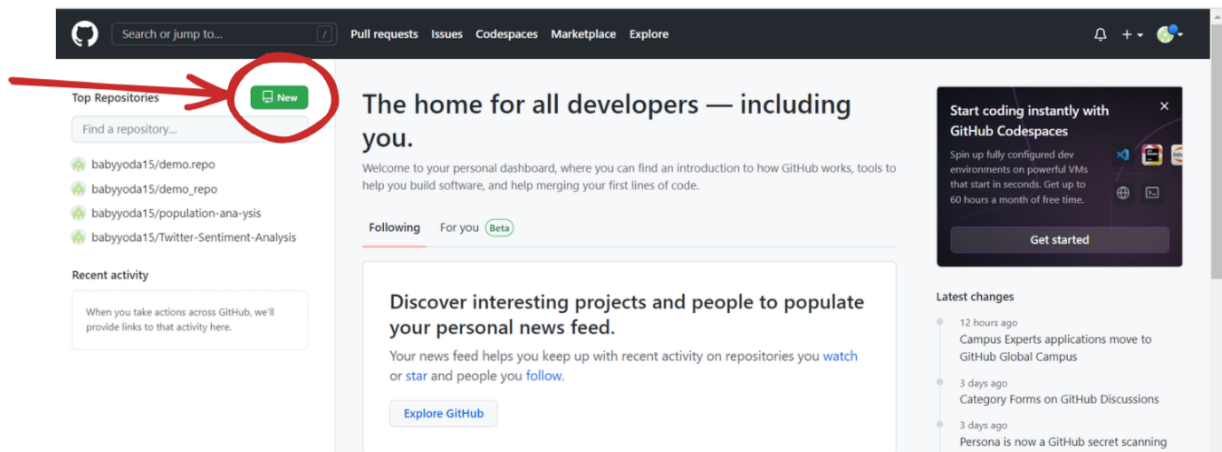 Search or jump to... /
Pull requests Issues Codespaces Marketplace Explore
Top Repositories
New
Find a repository...
babyyoda15/demo.repo
babyyoda15/demo_repo
babyyoda15/population-ana-ysis
babyyoda15/Twitter-Sentiment-Analysis
Recent activity
When you take actions across GitHub, we'll
provide links to that activity here.
The home for all developers — including
you.
Welcome to your personal dashboard, where you can find an introduction to how GitHub works, tools to
help you build software, and help merging your first lines of code.
Following For you Beta
Discover interesting projects and people to populate
your personal news feed.
Your news feed helps you keep up with recent activity on repositories you watch
or star and people you follow.
Explore GitHub
Start coding instantly with
GitHub Codespaces
Spin up fully configured dev
environments on powerful VMs
that start in seconds. Get up to
60 hours a month of free time.
Get started
Latest changes
12 hours ago
Campus Experts applications move to
GitHub Global Campus
3 days ago
Category Forms on GitHub Discussions
3 days ago
Persona is now a GitHub secret scanning